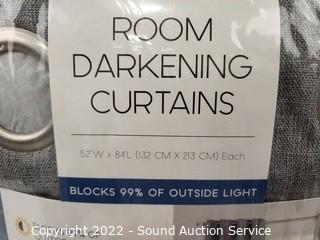 ROOM
DARKENING
CURTAINS
52"W x 84"L (132 CM X 213 CM) Each
BLOCKS 99% OF OUTSIDE LIGHT
Copyright 2022 - Sound Auction Service